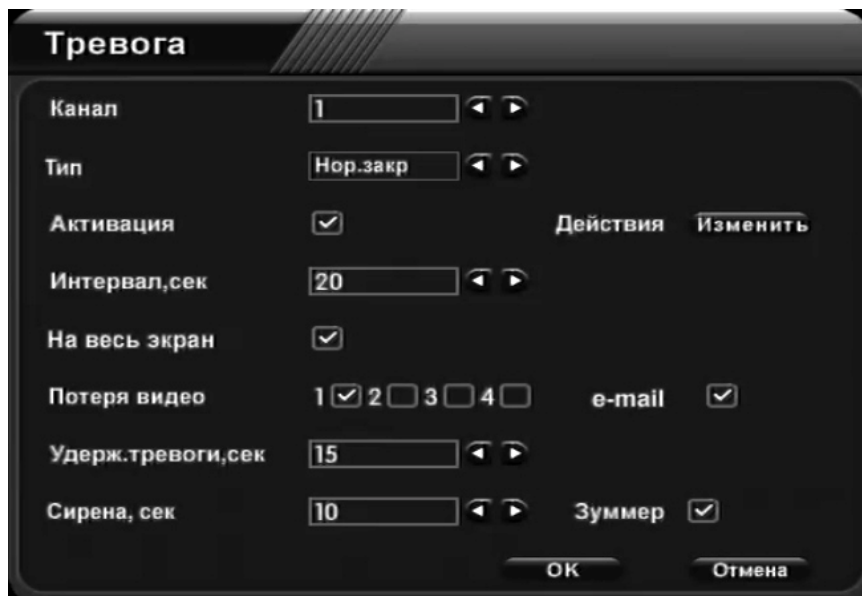 Тревога
Канал 1
Тип Нор.закр
Активация Действия Изменить
Интервал,сек 20
На весь экран
Потеря видео 1 2 3 4 e-mail
Удерж.тревоги,сек 15
Сирена, сек 10 Зуммер
OK Отмена